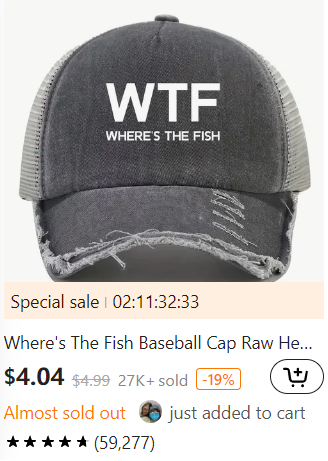 WTF
WHERE'S THE FISH
Special sale | 02:11:32:33
Where's The Fish Baseball Cap Raw He...
$4.04 $4.99 27K+ sold -19%
Almost sold out just added to cart
(59,277)